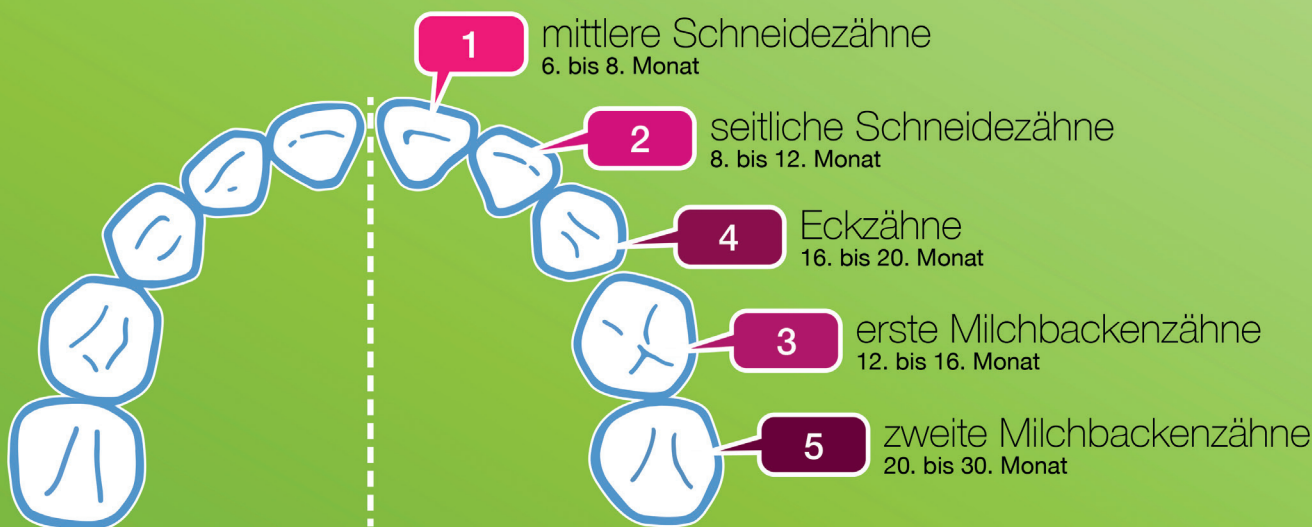 1
mittlere Schneidezähne
6. bis 8. Monat
2
seitliche Schneidezähne
8. bis 12. Monat
4
Eckzähne
16. bis 20. Monat
3
erste Milchbackenzähne
12. bis 16. Monat
5
zweite Milchbackenzähne
20. bis 30. Monat